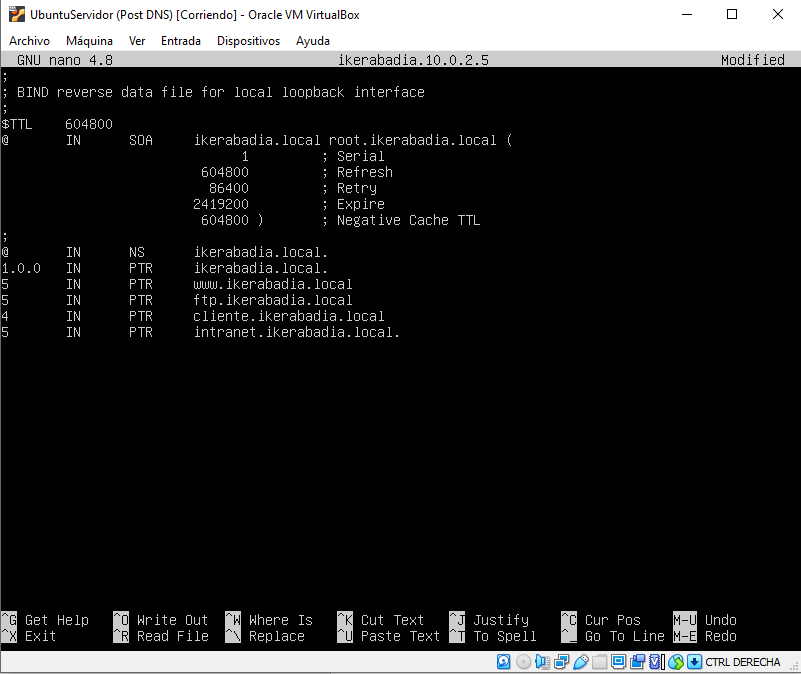 UbuntuServidor (Post DNS) [Corriendo] - Oracle VM VirtualBox
Archivo Máquina Ver Entrada Dispositivos Ayuda
GNU nano 4.8 ikerabadia.10.0.2.5 Modified
;
; BIND reverse data file for local loopback interface
;
$TTL 604800
@ IN SOA ikerabadia.local root.ikerabadia.local (
1 ; Serial
604800 ; Refresh
86400 ; Retry
2419200 ; Expire
604800 ) ; Negative Cache TTL
;
@ IN NS ikerabadia.local.
1.0.0 IN PTR ikerabadia.local.
5 IN PTR www.ikerabadia.local
5 IN PTR ftp.ikerabadia.local
4 IN PTR cliente.ikerabadia.local
5 IN PTR intranet.ikerabadia.local.
^G Get Help ^O Write Out ^W Where Is ^K Cut Text ^J Justify ^C Cur Pos M-U Undo
^X Exit ^R Read File ^\ Replace ^U Paste Text ^T To Spell ^_ Go To Line M-E Redo
CTRL DERECHA